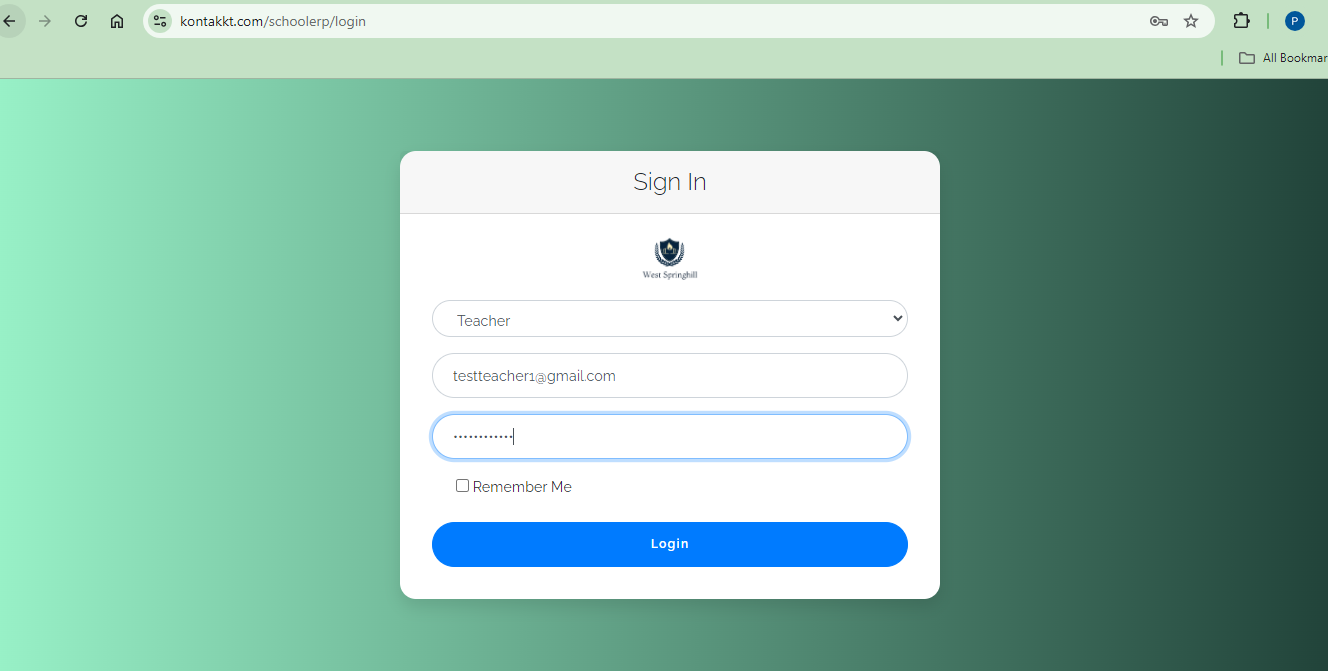 kontakkt.com/schoolerp/login
P
All Bookmar
Sign In
West Springhill
Teacher
testteacher1@gmail.com
••••••••••••
Remember Me
Login